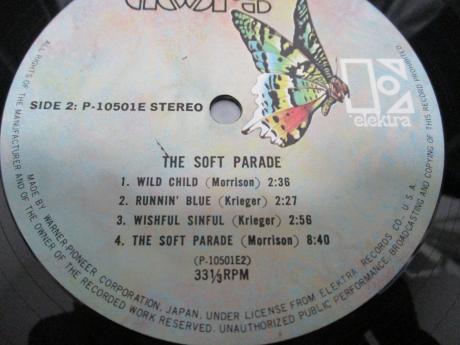 SIDE 2: P-10501E STEREO
elektra
THE SOFT PARADE
1. WILD CHILD (Morrison) 2:36
2. RUNNIN' BLUE (Krieger) 2:27
3. WISHFUL SINFUL (Krieger) 2:56
4. THE SOFT PARADE (Morrison) 8:40
(P-10501E2)
33⅓RPM
ALL RIGHTS OF THE MANUFACTURER AND OF THE OWNER OF THE RECORDED WORK RESERVED. UNAUTHORIZED PUBLIC PERFORMANCE, BROADCASTING AND COPYING OF THIS RECORD PROHIBITED.
MADE BY WARNER-PIONEER CORPORATION, JAPAN, UNDER LICENSE FROM ELEKTRA RECORDS CO., U.S.A.